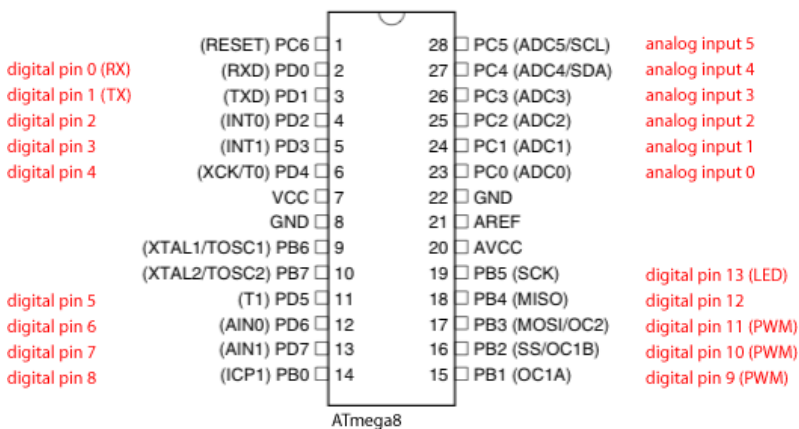 (RESET) PC6 1 28 PC5 (ADC5/SCL) analog input 5
digital pin 0 (RX) (RXD) PD0 2 27 PC4 (ADC4/SDA) analog input 4
digital pin 1 (TX) (TXD) PD1 3 26 PC3 (ADC3) analog input 3
digital pin 2 (INT0) PD2 4 25 PC2 (ADC2) analog input 2
digital pin 3 (INT1) PD3 5 24 PC1 (ADC1) analog input 1
digital pin 4 (XCK/T0) PD4 6 23 PC0 (ADC0) analog input 0
VCC 7 22 GND
GND 8 21 AREF
(XTAL1/TOSC1) PB6 9 20 AVCC
(XTAL2/TOSC2) PB7 10 19 PB5 (SCK) digital pin 13 (LED)
digital pin 5 (T1) PD5 11 18 PB4 (MISO) digital pin 12
digital pin 6 (AIN0) PD6 12 17 PB3 (MOSI/OC2) digital pin 11 (PWM)
digital pin 7 (AIN1) PD7 13 16 PB2 (SS/OC1B) digital pin 10 (PWM)
digital pin 8 (ICP1) PB0 14 15 PB1 (OC1A) digital pin 9 (PWM)
ATmega8